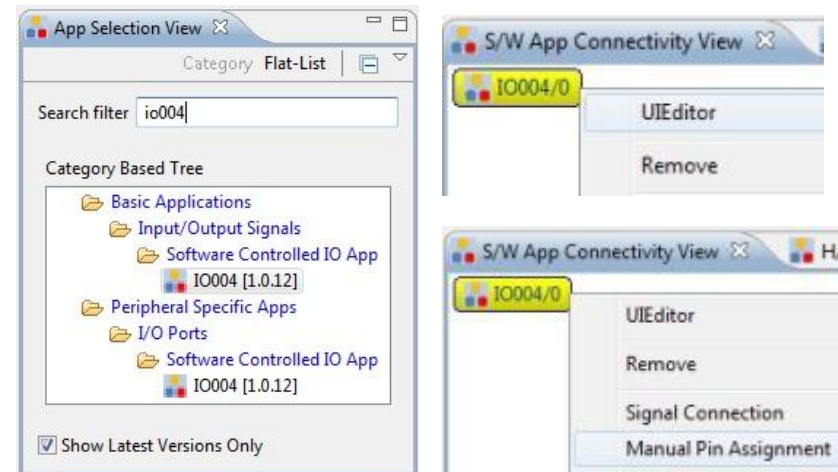 App Selection View
Category Flat-List
Search filter io004
Category Based Tree
Basic Applications
Input/Output Signals
Software Controlled IO App
IO004 [1.0.12]
Peripheral Specific Apps
I/O Ports
Software Controlled IO App
IO004 [1.0.12]
Show Latest Versions Only
S/W App Connectivity View
IO004/0
UIEditor
Remove
S/W App Connectivity View
IO004/0
UIEditor
Remove
Signal Connection
Manual Pin Assignment